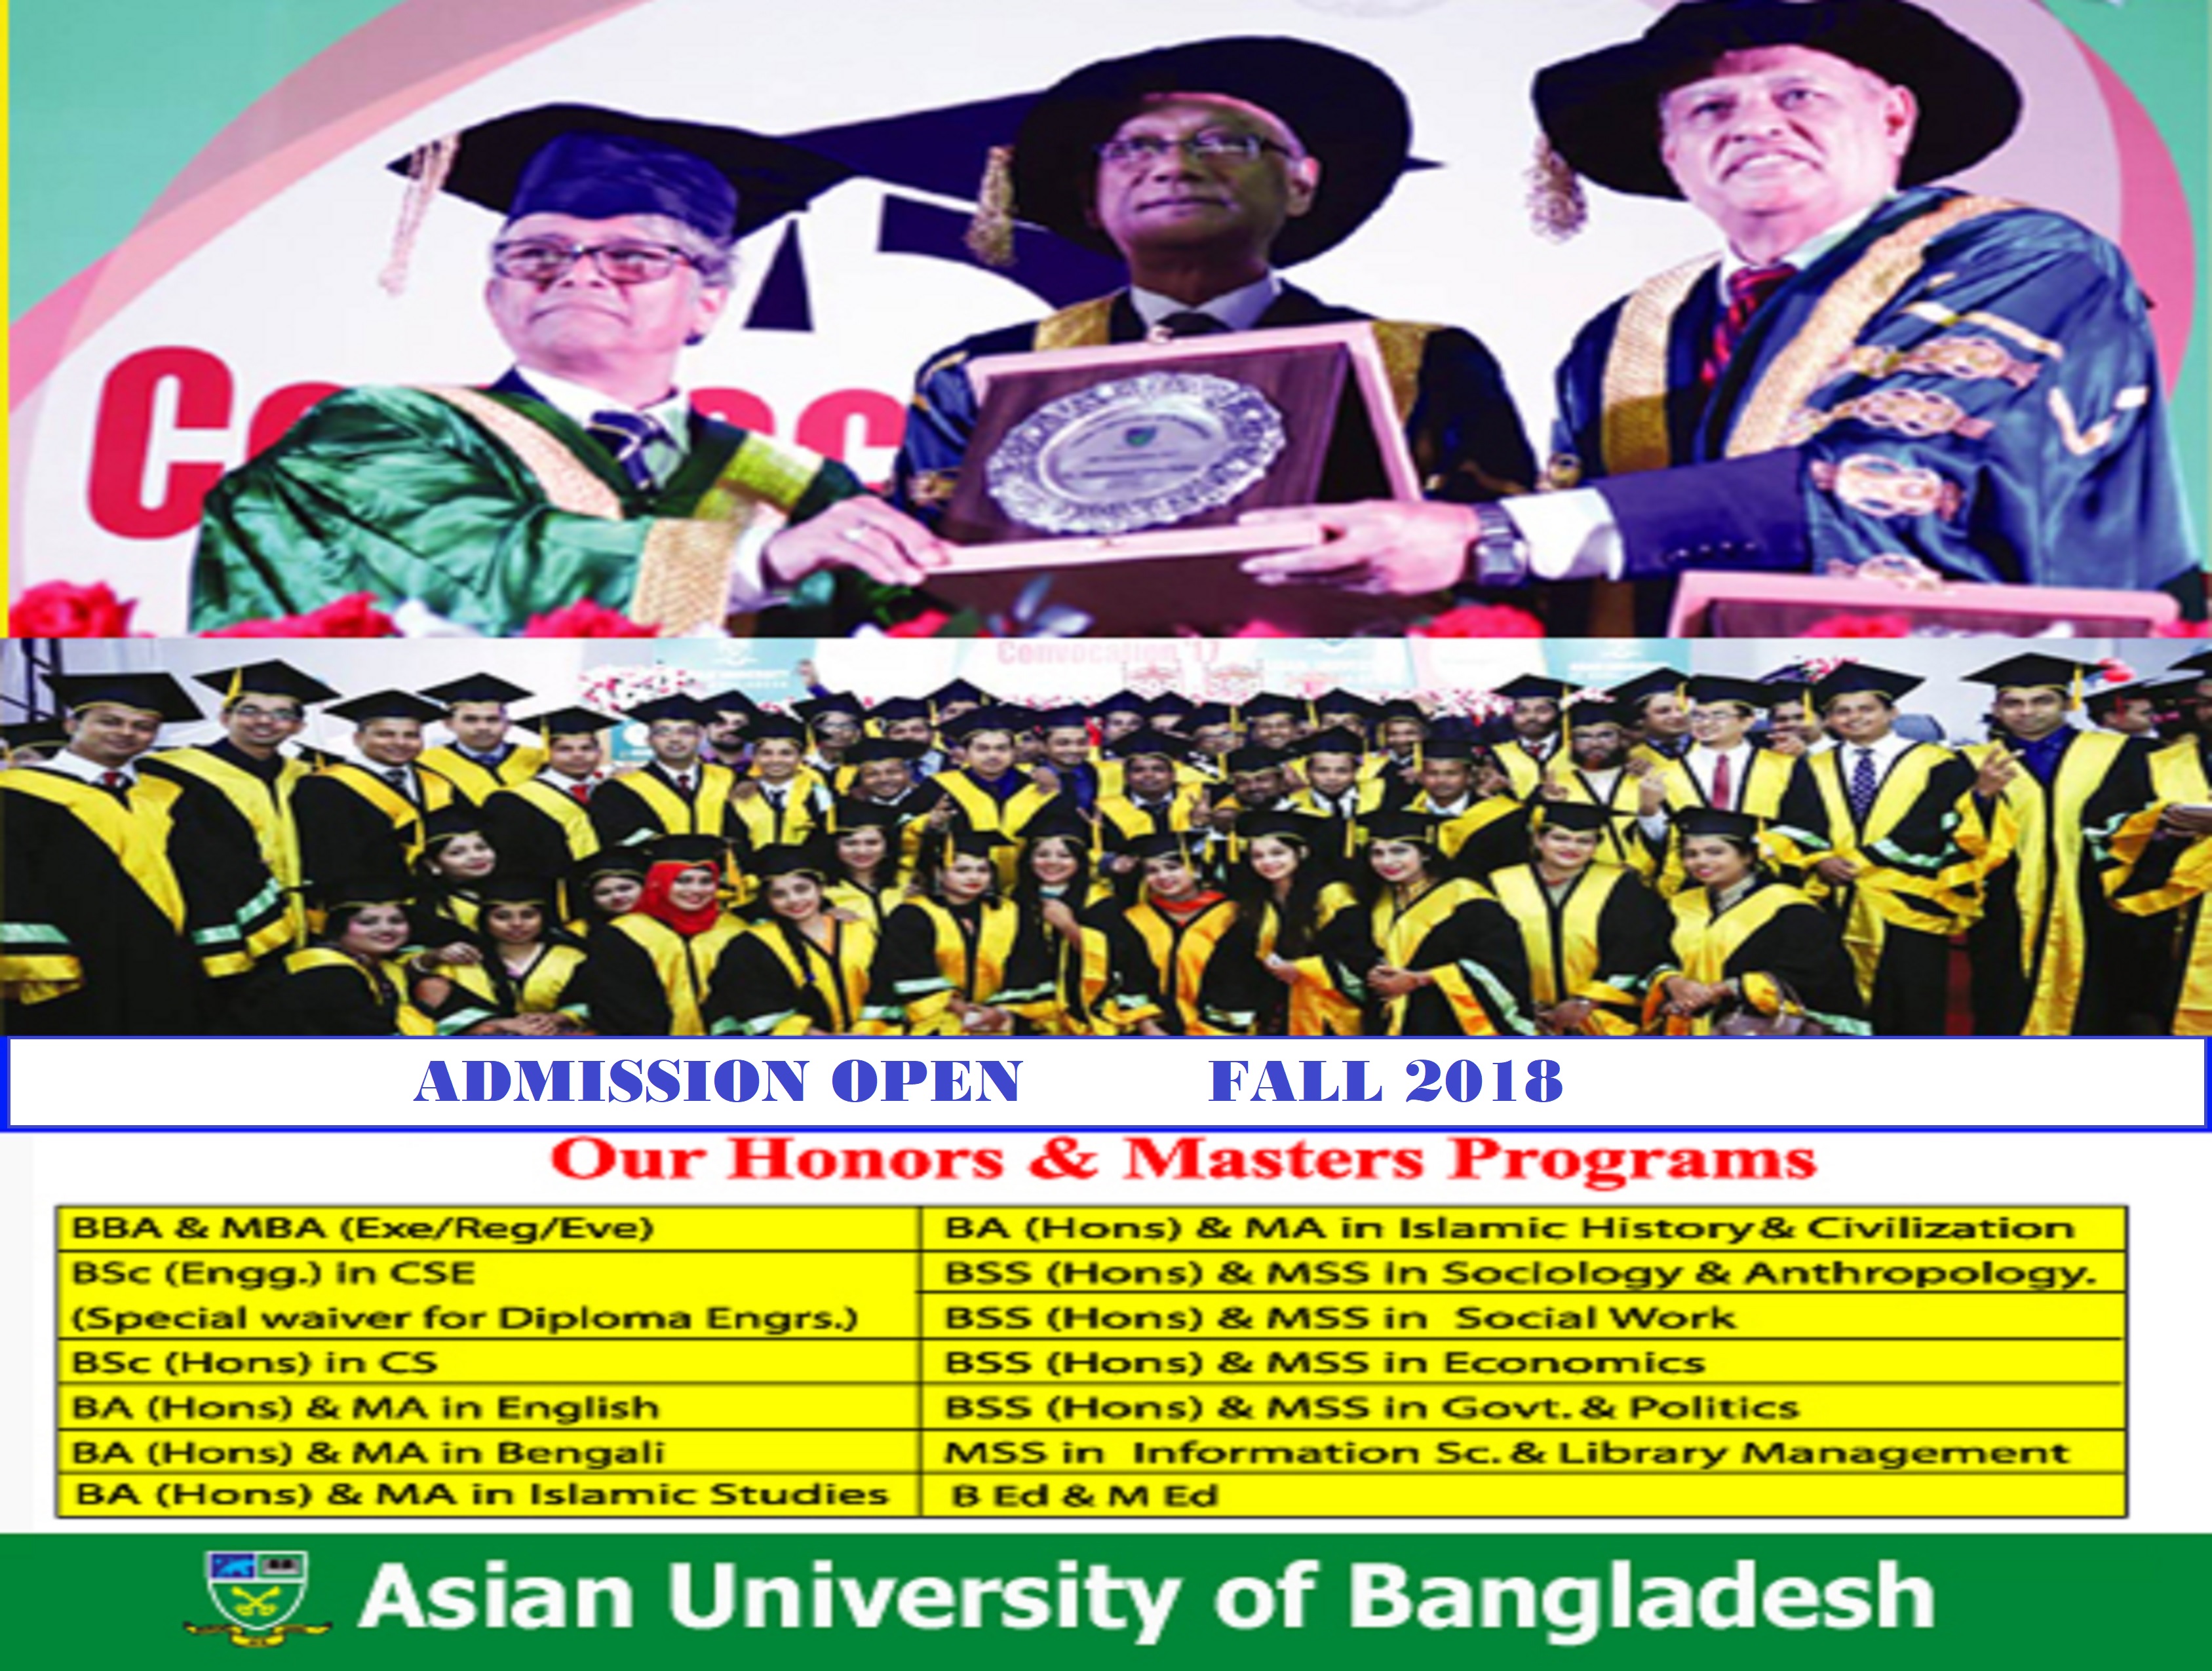 Convocation '17
ADMISSION OPEN FALL 2018
Our Honors & Masters Programs
BBA & MBA (Exe/Reg/Eve)
BSc (Engg.) in CSE
(Special waiver for Diploma Engrs.)
BSc (Hons) in CS
BA (Hons) & MA in English
BA (Hons) & MA in Bengali
BA (Hons) & MA in Islamic Studies
BA (Hons) & MA in Islamic History & Civilization
BSS (Hons) & MSS in Sociology & Anthropology.
BSS (Hons) & MSS in Social Work
BSS (Hons) & MSS in Economics
BSS (Hons) & MSS in Govt. & Politics
MSS in Information Sc. & Library Management
B Ed & M Ed
Asian University of Bangladesh